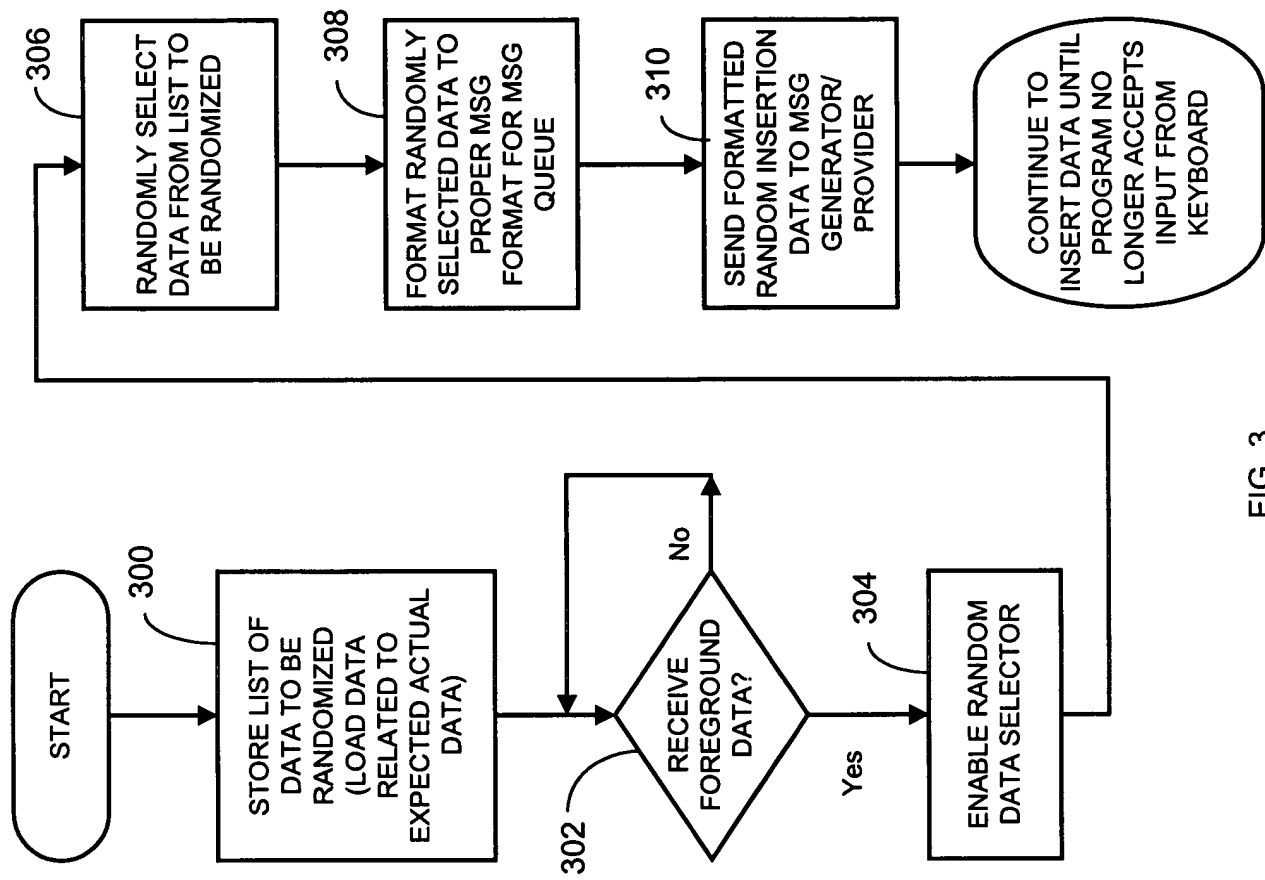 START
300
STORE LIST OF
DATA TO BE
RANDOMIZED
(LOAD DATA
RELATED TO
EXPECTED ACTUAL
DATA)
302
RECEIVE
FOREGROUND
DATA?
No
Yes
304
ENABLE RANDOM
DATA SELECTOR
306
RANDOMLY SELECT
DATA FROM LIST TO
BE RANDOMIZED
308
FORMAT RANDOMLY
SELECTED DATA TO
PROPER MSG
FORMAT FOR MSG
QUEUE
310
SEND FORMATTED
RANDOM INSERTION
DATA TO MSG
GENERATOR/
PROVIDER
CONTINUE TO
INSERT DATA UNTIL
PROGRAM NO
LONGER ACCEPTS
INPUT FROM
KEYBOARD
FIG. 3